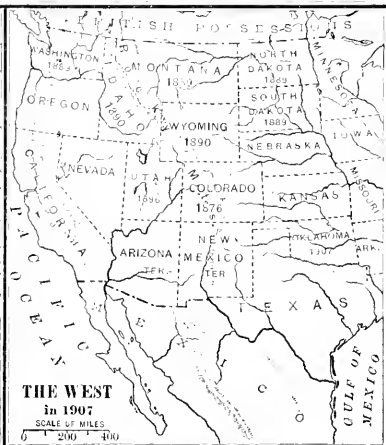 BRITISH POSSESSIONS
WASHINGTON
1889
MONTANA
1889
NORTH
DAKOTA
1889
MINNESOTA
IDAHO
1890
OREGON
SOUTH
DAKOTA
1889
WYOMING
1890
IOWA
NEBRASKA
NEVADA
UTAH
1896
COLORADO
1876
KANSAS
MISSOURI
CALIFORNIA
ARIZONA
TER.
NEW
MEXICO
TER
OKLAHOMA
1907
ARK.
TEXAS
PACIFIC
OCEAN
MEXICO
GULF OF
MEXICO
THE WEST
in 1907
SCALE OF MILES
0 200 400